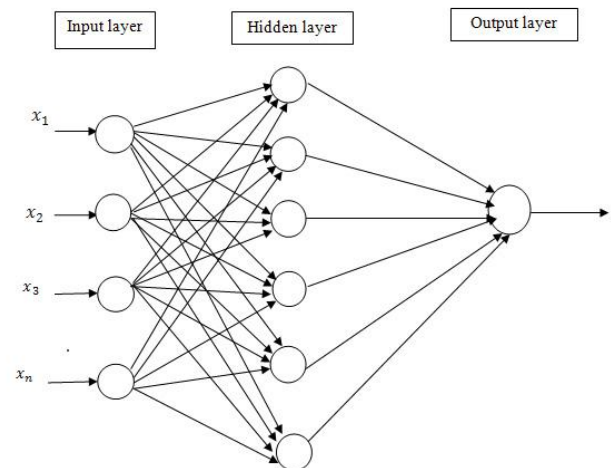 Input layer
Hidden layer
Output layer
x₁
x₂
x₃
xₙ